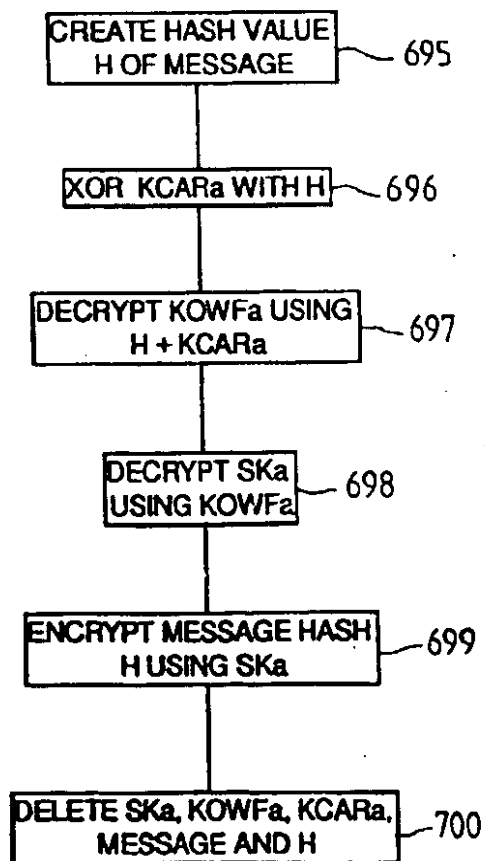 CREATE HASH VALUE
H OF MESSAGE
695
XOR KCARa WITH H
696
DECRYPT KOWFa USING
H + KCARa
697
DECRYPT SKa
USING KOWFa
698
ENCRYPT MESSAGE HASH
H USING SKa
699
DELETE SKa, KOWFa, KCARa,
MESSAGE AND H
700